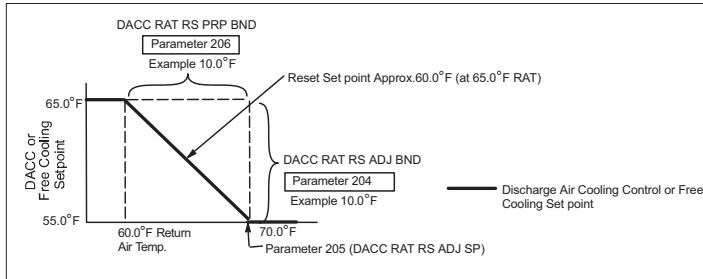 DACC RAT RS PRP BND
Parameter 206
Example 10.0°F
Reset Set point Approx.60.0°F (at 65.0°F RAT)
65.0°F
DACC or
Free Cooling
Setpoint
DACC RAT RS ADJ BND
Parameter 204
Example 10.0°F
Discharge Air Cooling Control or Free
Cooling Set point
55.0°F
60.0°F Return
Air Temp.
70.0°F
Parameter 205 (DACC RAT RS ADJ SP)